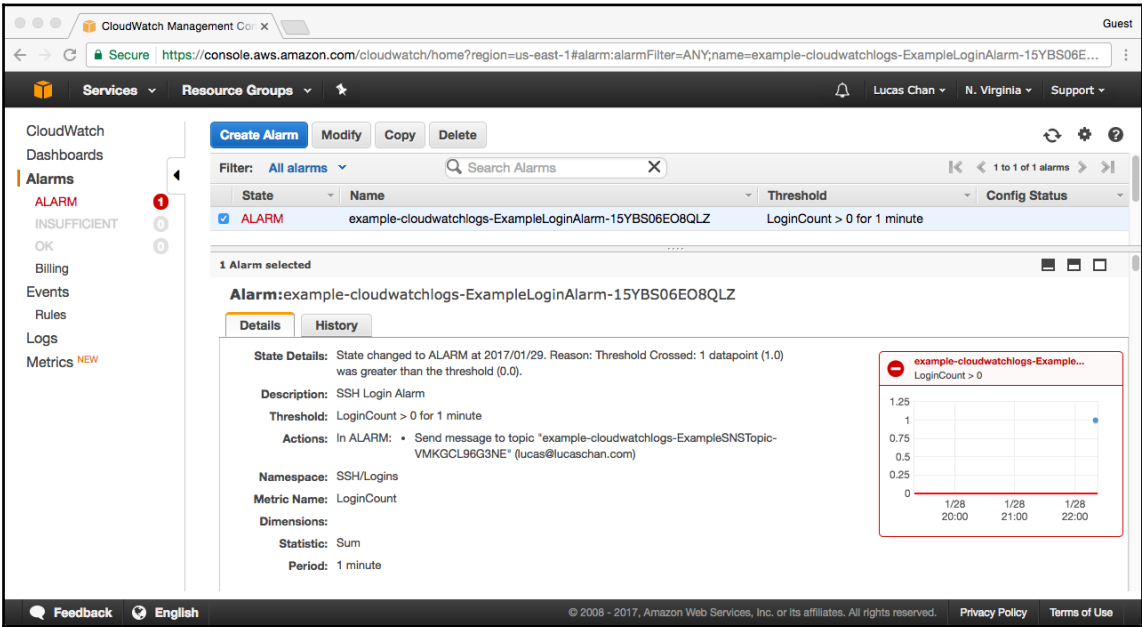 CloudWatch Management Con ×
Guest
Secure https://console.aws.amazon.com/cloudwatch/home?region=us-east-1#alarm:alarmFilter=ANY;name=example-cloudwatchlogs-ExampleLoginAlarm-15YBS06E...
Services Resource Groups Lucas Chan N. Virginia Support
CloudWatch
Dashboards
Alarms
ALARM 1
INSUFFICIENT 0
OK 0
Billing
Events
Rules
Logs
Metrics NEW
Create Alarm Modify Copy Delete
Filter: All alarms Search Alarms 1 to 1 of 1 alarms
State Name Threshold Config Status
ALARM example-cloudwatchlogs-ExampleLoginAlarm-15YBS06EO8QLZ LoginCount > 0 for 1 minute
1 Alarm selected
Alarm:example-cloudwatchlogs-ExampleLoginAlarm-15YBS06EO8QLZ
Details History
State Details: State changed to ALARM at 2017/01/29. Reason: Threshold Crossed: 1 datapoint (1.0)
was greater than the threshold (0.0).
Description: SSH Login Alarm
Threshold: LoginCount > 0 for 1 minute
Actions: In ALARM: • Send message to topic "example-cloudwatchlogs-ExampleSNSTopic-
VMKGCL96G3NE" (lucas@lucaschan.com)
Namespace: SSH/Logins
Metric Name: LoginCount
Dimensions:
Statistic: Sum
Period: 1 minute
example-cloudwatchlogs-Example...
LoginCount > 0
1.25
1
0.75
0.5
0.25
0
1/28 1/28 1/28
20:00 21:00 22:00
Feedback English © 2008 - 2017, Amazon Web Services, Inc. or its affiliates. All rights reserved. Privacy Policy Terms of Use